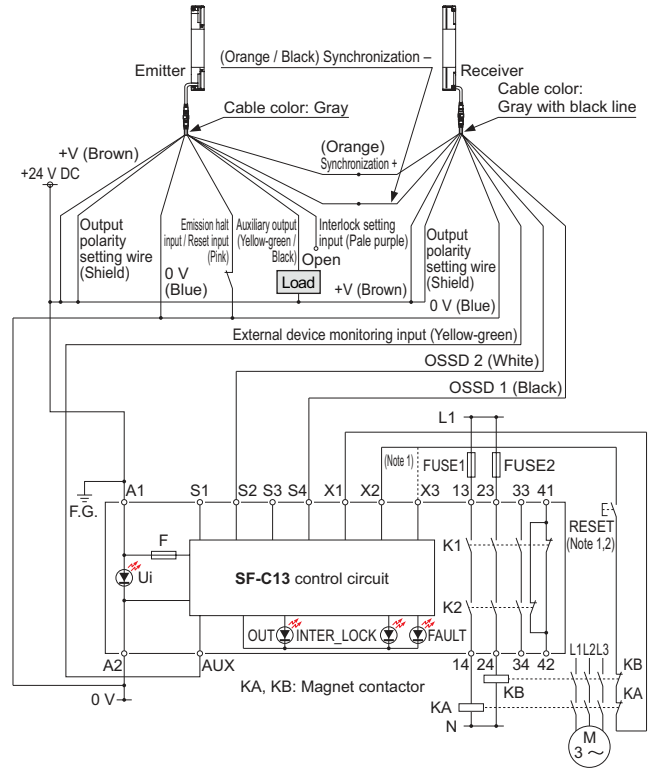 (Orange / Black) Synchronization –
Emitter
Receiver
Cable color: Gray
Cable color:
Gray with black line
+V (Brown)
(Orange)
Synchronization +
+24 V DC
Output
polarity
setting wire
(Shield)
0 V
(Blue)
Emission halt
input / Reset input
(Pink)
Auxiliary output
(Yellow-green /
Black)
Load
Interlock setting
input (Pale purple)
Open
+V (Brown)
Output
polarity
setting wire
(Shield)
0 V (Blue)
External device monitoring input (Yellow-green)
OSSD 2 (White)
OSSD 1 (Black)
L1
(Note 1)
FUSE1
FUSE2
F.G.
A1
S1
S2
S3
S4
X1
X2
X3
13
23
33
41
RESET
(Note 1,2)
F
Ui
SF-C13 control circuit
K1
K2
OUT
INTER_LOCK
FAULT
A2
AUX
14
24
34
42
L1
L2
L3
0 V
KA, KB: Magnet contactor
KB
KA
KB
KA
N
M
3 ~